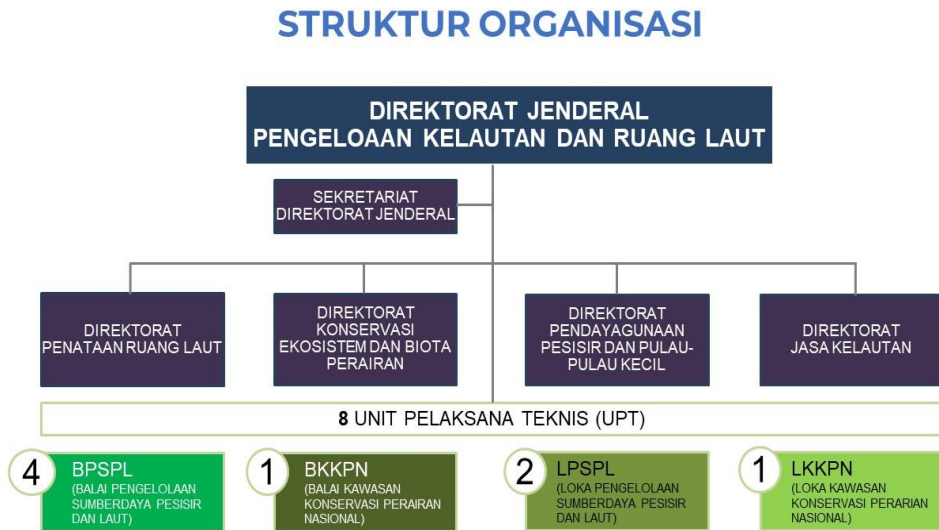 STRUKTUR ORGANISASI
DIREKTORAT JENDERAL
PENGELOAAN KELAUTAN DAN RUANG LAUT
SEKRETARIAT
DIREKTORAT JENDERAL
DIREKTORAT
PENATAAN RUANG LAUT
DIREKTORAT
KONSERVASI
EKOSISTEM DAN BIOTA
PERAIRAN
DIREKTORAT
PENDAYAGUNAAN
PESISIR DAN PULAU-
PULAU KECIL
DIREKTORAT
JASA KELAUTAN
8 UNIT PELAKSANA TEKNIS (UPT)
4
BPSPL
(BALAI PENGELOLAAN
SUMBERDAYA PESISIR
DAN LAUT)
1
BKKPN
(BALAI KAWASAN
KONSERVASI PERAIRAN
NASIONAL)
2
LPSPL
(LOKA PENGELOLAAN
SUMBERDAYA PESISIR
DAN LAUT)
1
LKKPN
(LOKA KAWASAN
KONSERVASI PERARIAN
NASIONAL)